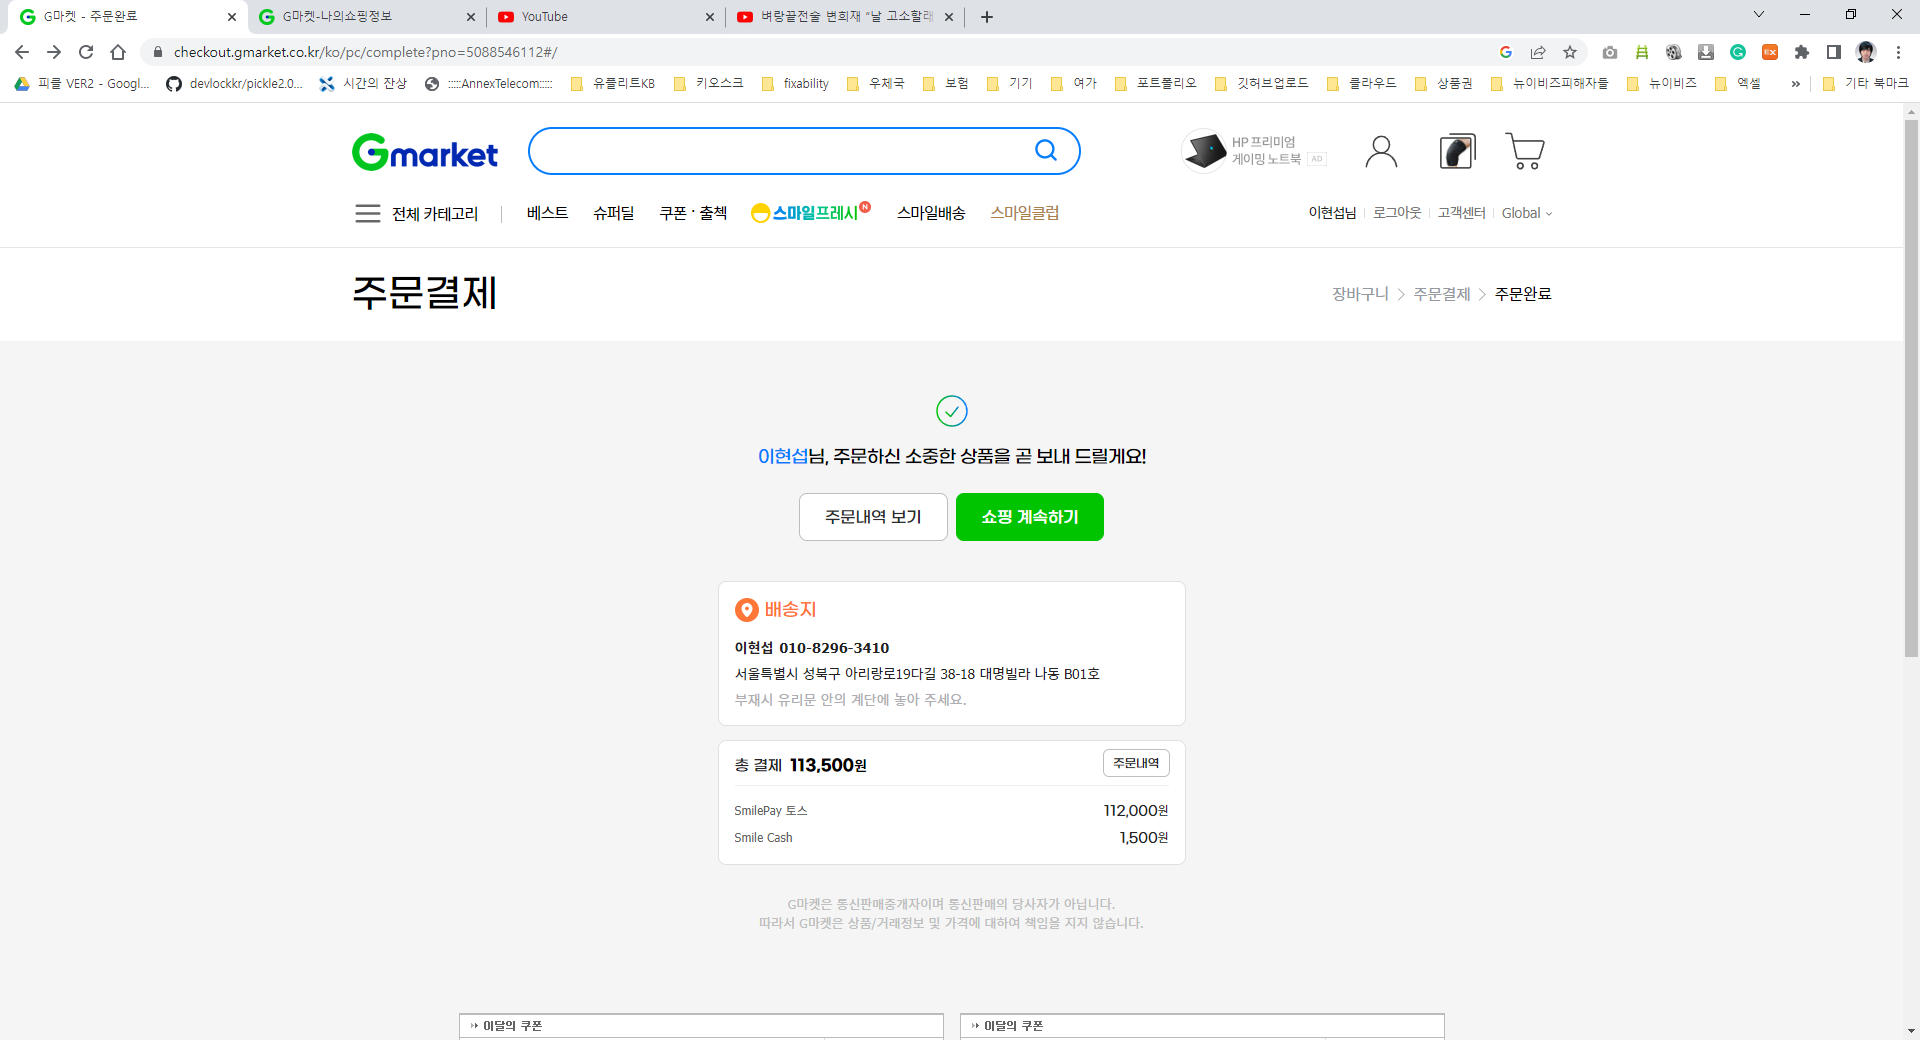 G마켓 - 주문완료
G마켓-나의쇼핑정보
YouTube
벼랑끝전술 변희재 "날 고소할래
checkout.gmarket.co.kr/ko/pc/complete?pno=5088546112#/
피클 VER2 - Googl...
devlockkr/pickle2.0...
시간의 잔상
:::::AnnexTelecom:::::
유플리트KB
키오스크
fixability
우체국
보험
기기
여가
포트폴리오
깃허브업로드
클라우드
상품권
뉴이비즈피해자들
뉴이비즈
엑셀
»
기타 북마크
Gmarket
HP 프리미엄
게이밍 노트북 AD
전체 카테고리
베스트
슈퍼딜
쿠폰 · 출첵
스마일프레시 N
스마일배송
스마일클럽
이현섭님
로그아웃
고객센터
Global
주문결제
장바구니 > 주문결제 > 주문완료
이현섭님, 주문하신 소중한 상품을 곧 보내 드릴게요!
주문내역 보기
쇼핑 계속하기
배송지
이현섭 010-8296-3410
서울특별시 성북구 아리랑로19다길 38-18 대명빌라 나동 B01호
부재시 유리문 안의 계단에 놓아 주세요.
총 결제 113,500원
주문내역
SmilePay 토스 112,000원
Smile Cash 1,500원
G마켓은 통신판매중개자이며 통신판매의 당사자가 아닙니다.
따라서 G마켓은 상품/거래정보 및 가격에 대하여 책임을 지지 않습니다.
이달의 쿠폰
이달의 쿠폰